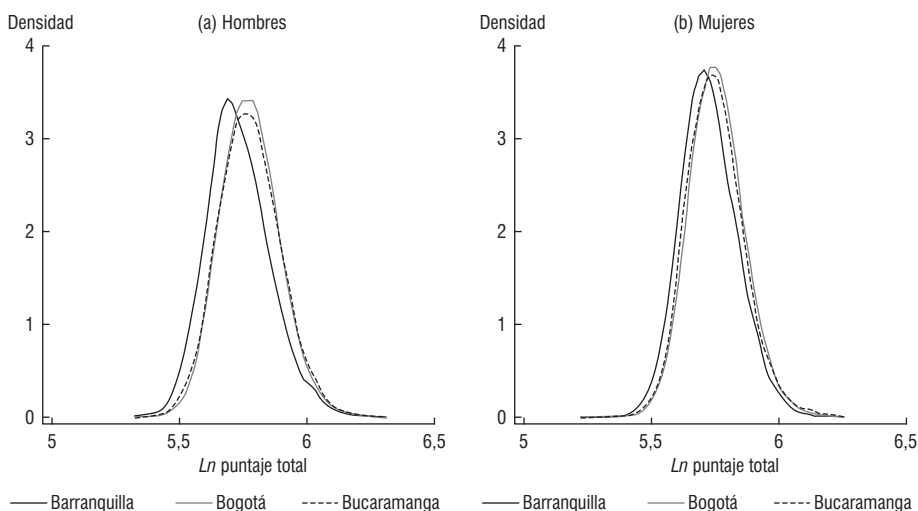 Densidad
(a) Hombres
4
3
2
1
0
5
5,5
6
6,5
Ln puntaje total
Barranquilla
Bogotá
Bucaramanga
Densidad
(b) Mujeres
4
3
2
1
0
5
5,5
6
6,5
Ln puntaje total
Barranquilla
Bogotá
Bucaramanga